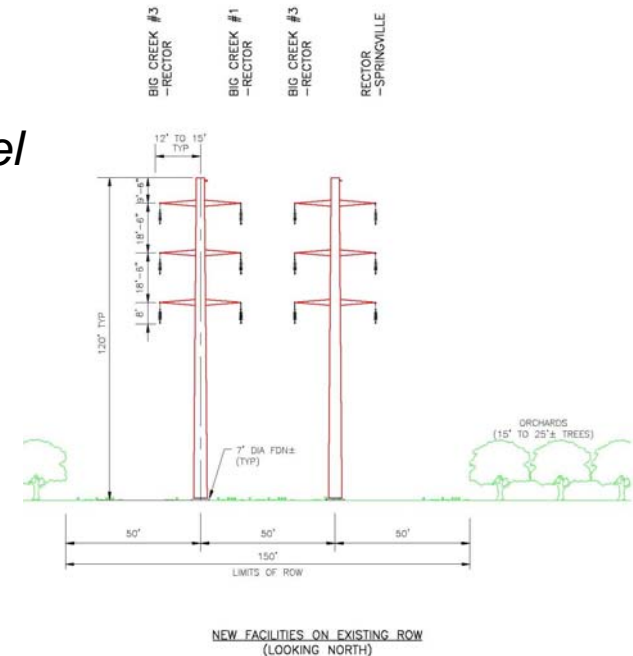 BIG CREEK #3
-RECTOR
BIG CREEK #1
-RECTOR
BIG CREEK #3
-RECTOR
RECTOR
-SPRINGVILLE
el
12' TO 15'
TYP
18'-6"
18'-6"
8'
120' TYP
7' DIA FDN±
(TYP)
ORCHARDS
(15' TO 25'± TREES)
50'
50'
50'
150'
LIMITS OF ROW
NEW FACILITIES ON EXISTING ROW
(LOOKING NORTH)